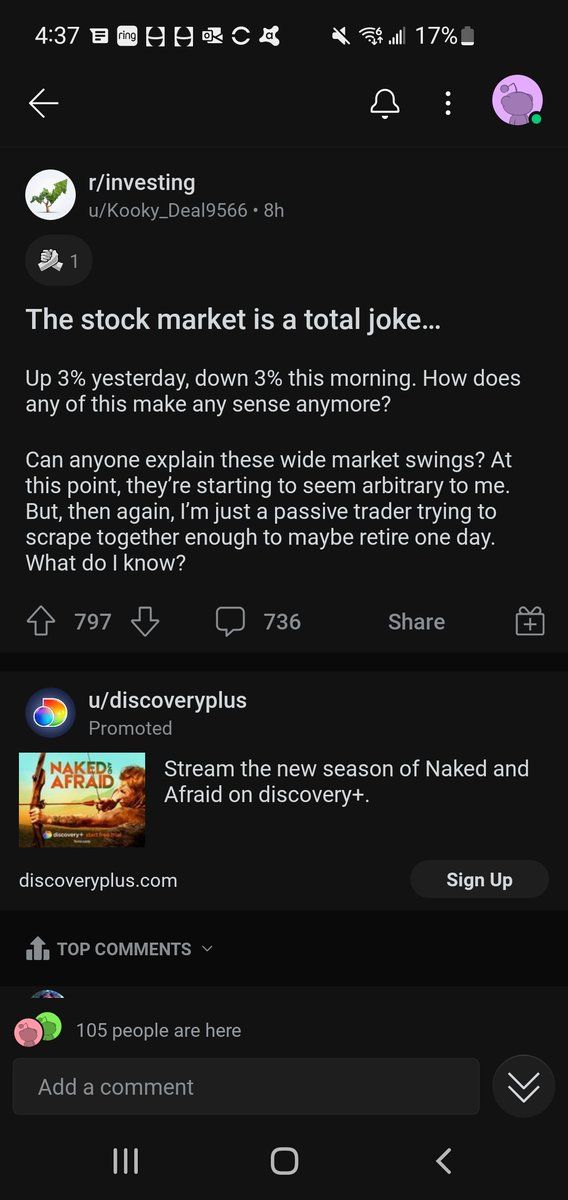 4:37 ring 17%
r/investing
u/Kooky_Deal9566 • 8h
1
The stock market is a total joke...
Up 3% yesterday, down 3% this morning. How does
any of this make any sense anymore?
Can anyone explain these wide market swings? At
this point, they're starting to seem arbitrary to me.
But, then again, I'm just a passive trader trying to
scrape together enough to maybe retire one day.
What do I know?
797 736 Share
u/discoveryplus
Promoted
NAKED AND
AFRAID
discovery+ start free trial
Stream the new season of Naked and
Afraid on discovery+.
discoveryplus.com Sign Up
TOP COMMENTS
105 people are here
Add a comment